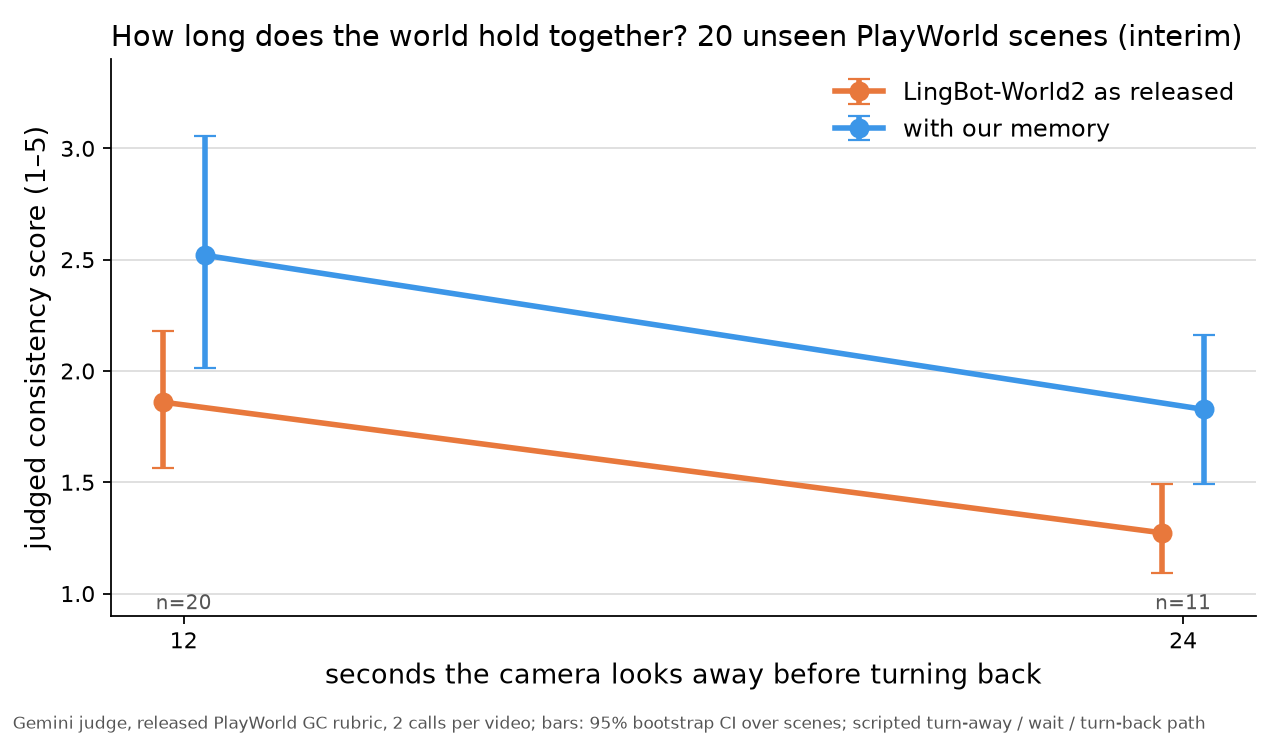 How long does the world hold together? 20 unseen PlayWorld scenes (interim)
LingBot-World2 as released
with our memory
judged consistency score (1–5)
3.0
2.5
2.0
1.5
1.0
n=20
n=11
12
24
seconds the camera looks away before turning back
Gemini judge, released PlayWorld GC rubric, 2 calls per video; bars: 95% bootstrap CI over scenes; scripted turn-away / wait / turn-back path